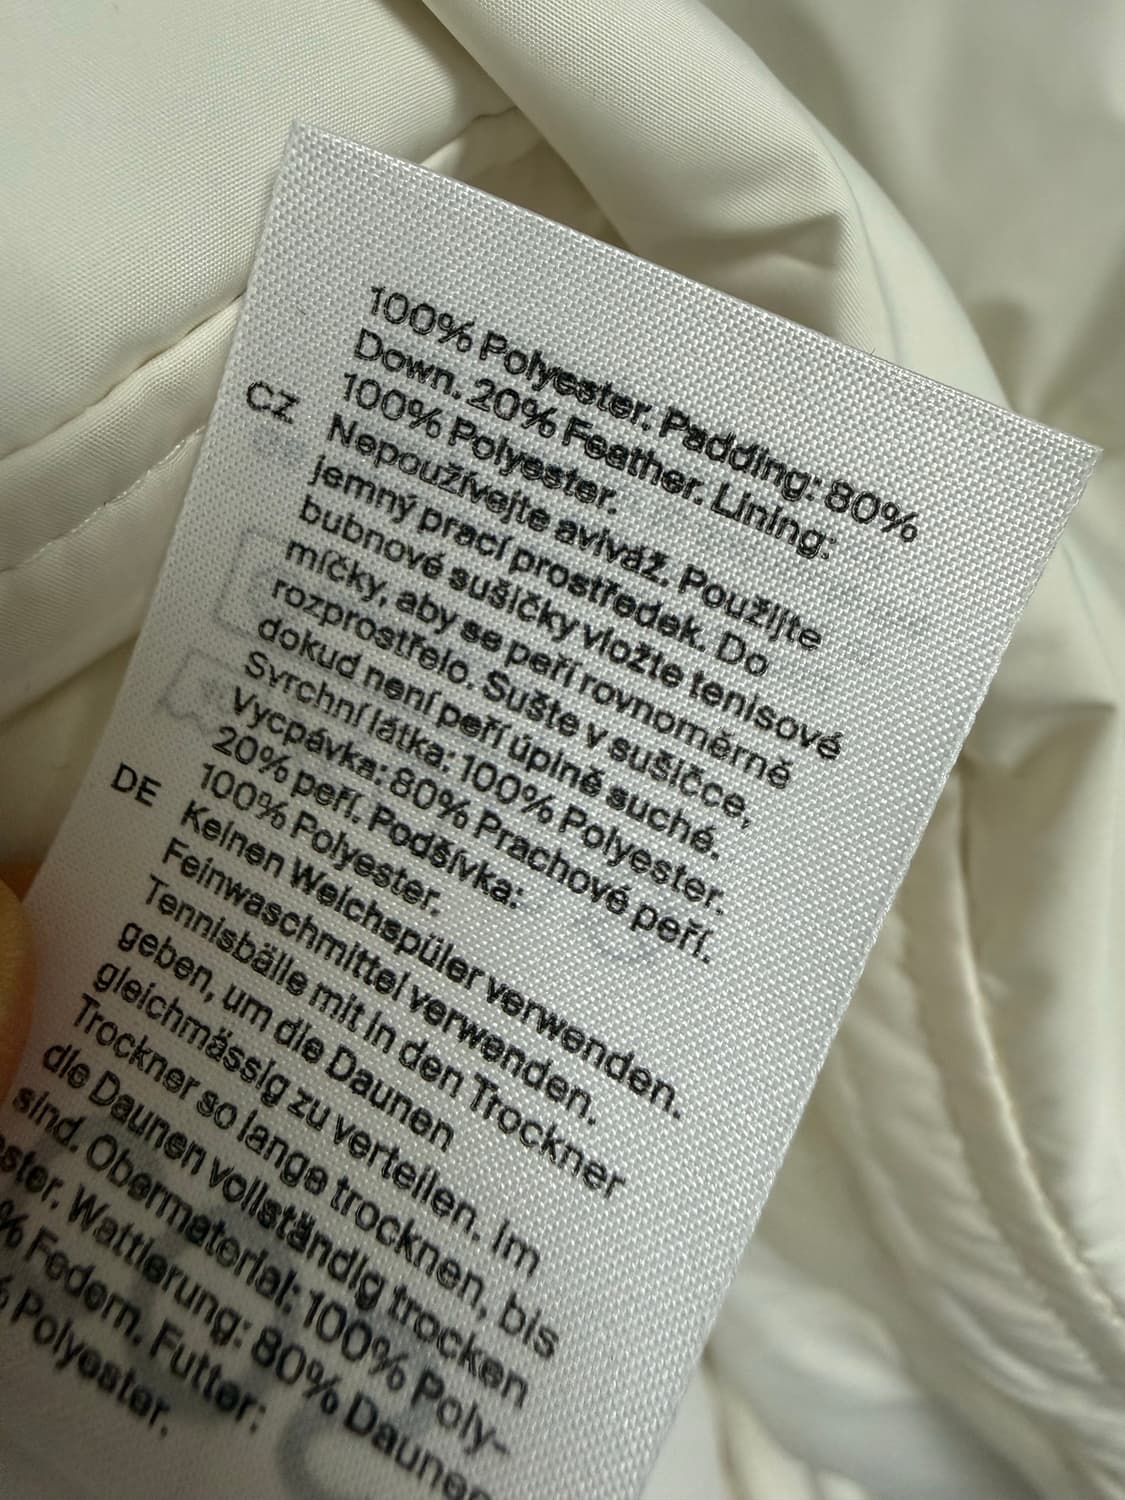 100% Polyester. Padding: 80%
Down. 20% Feather. Lining:
100% Polyester.
CZ Nepoužívejte aviváž. Použijte
jemný prací prostředek. Do
bubnové sušičky vložte tenisové
míčky, aby se peří rovnoměrně
rozprostřelo. Sušte v sušičce,
dokud není peří úplně suché.
Svrchní látka: 100% Polyester.
Vycpávka: 80% Prachové peří.
20% peří. Podšívka:
100% Polyester.
DE Keinen Weichspüler verwenden.
Feinwaschmittel verwenden.
Tennisbälle mit in den Trockner
geben, um die Daunen
gleichmässig zu verteilen. Im
Trockner so lange trocknen, bis
die Daunen vollständig trocken
sind. Obermaterial: 100% Poly-
ster. Wattierung: 80% Daunen
% Federn. Futter:
% Polyester.